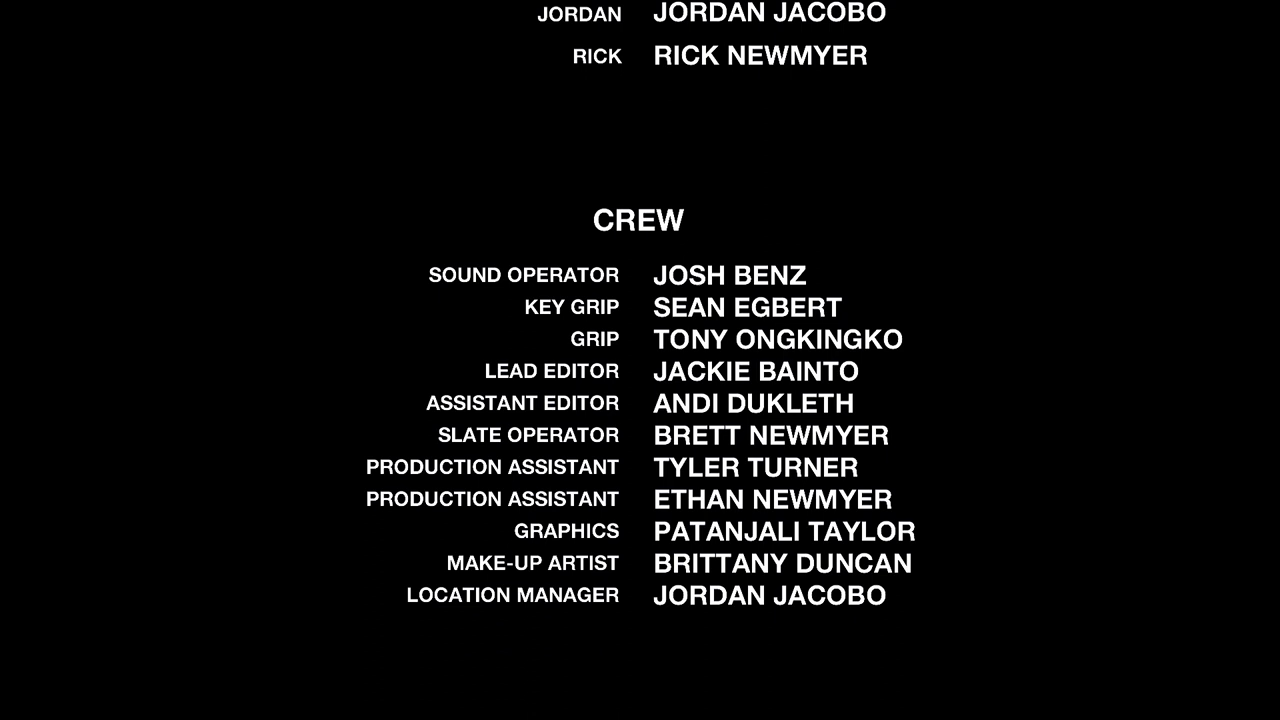 JORDAN JORDAN JACOBO
RICK RICK NEWMYER
CREW
SOUND OPERATOR JOSH BENZ
KEY GRIP SEAN EGBERT
GRIP TONY ONGKINGKO
LEAD EDITOR JACKIE BAINTO
ASSISTANT EDITOR ANDI DUKLETH
SLATE OPERATOR BRETT NEWMYER
PRODUCTION ASSISTANT TYLER TURNER
PRODUCTION ASSISTANT ETHAN NEWMYER
GRAPHICS PATANJALI TAYLOR
MAKE-UP ARTIST BRITTANY DUNCAN
LOCATION MANAGER JORDAN JACOBO